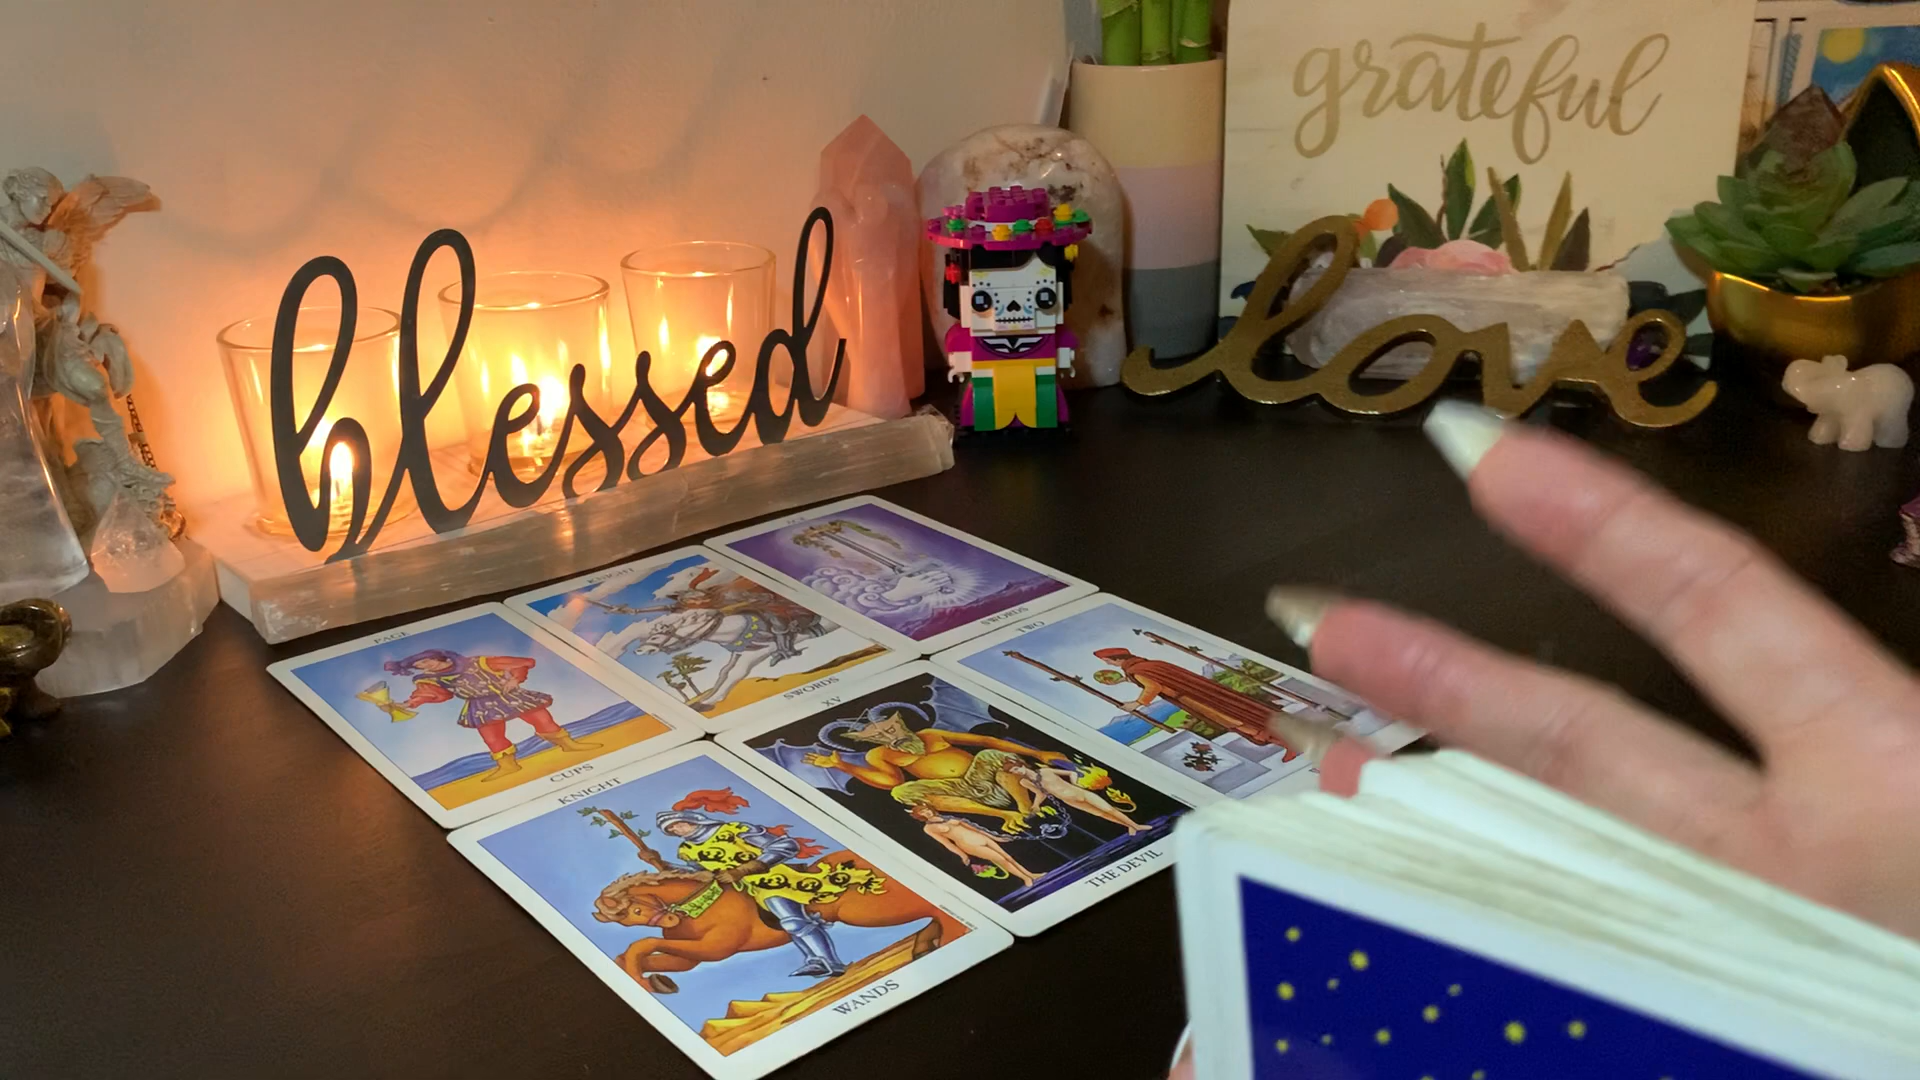 grateful
blessed
love
ACE
SWORDS
KNIGHT
SWORDS
PAGE
CUPS
TWO
XV
THE DEVIL
KNIGHT
WANDS